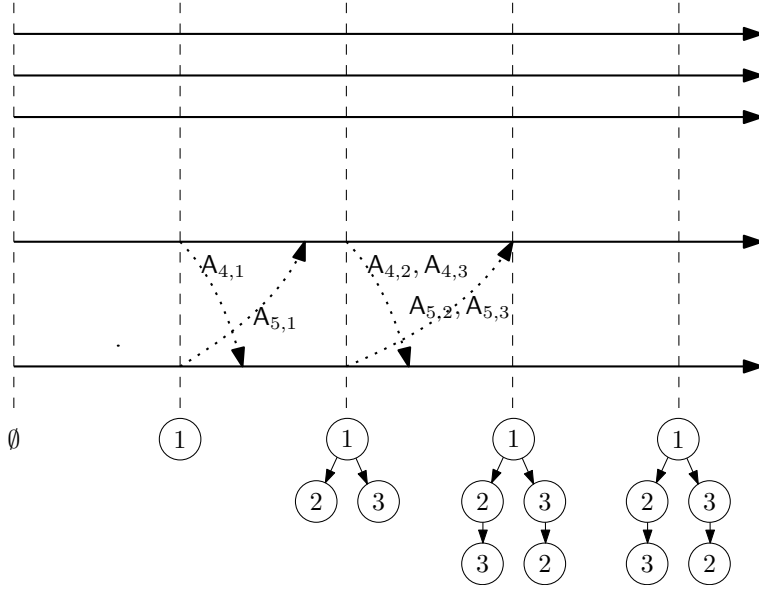 A4,1
A4,2, A4,3
A5,2, A5,3
A5,1
∅ 1 1 1 1
2 3 2 3 2 3
3 2 3 2